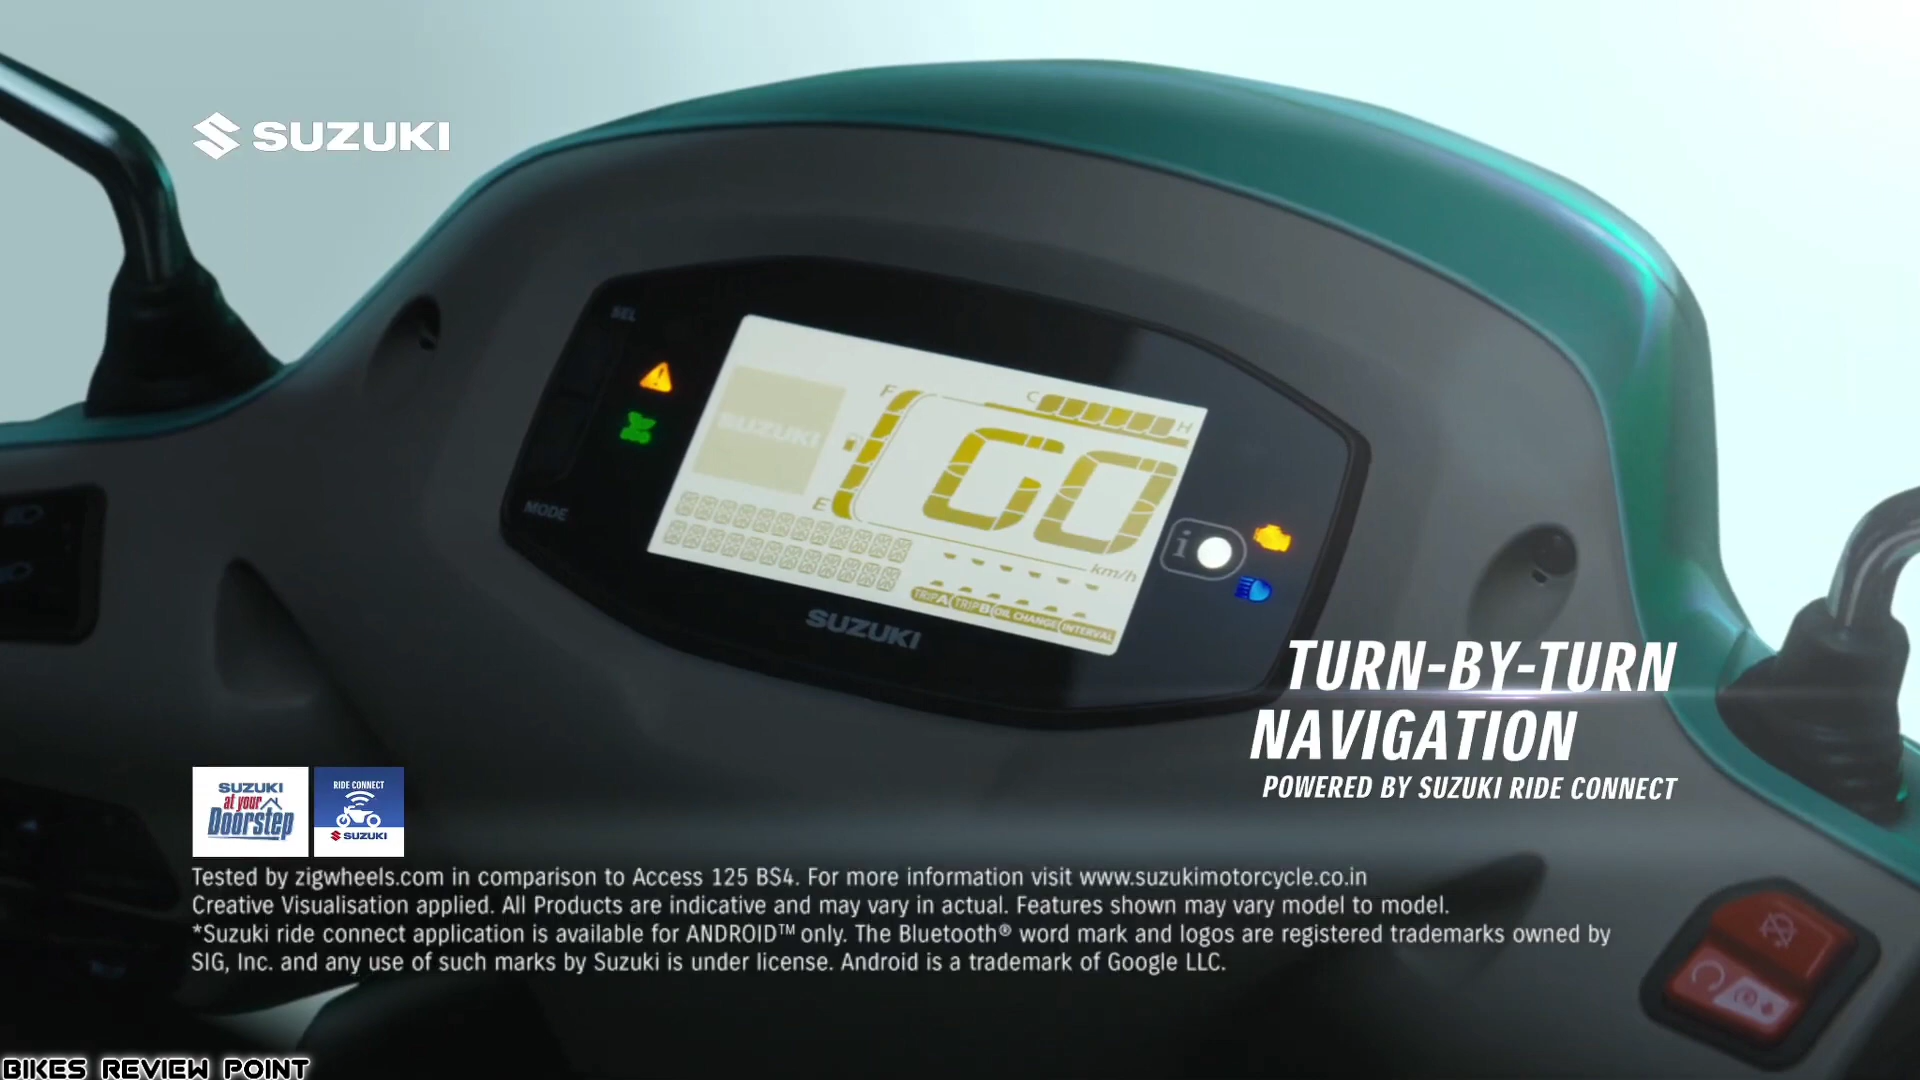 SUZUKI
SEL
MODE
SUZUKI
F
E
C
H
GO
km/h
TRIP A TRIP B OIL CHANGE INTERVAL
i
SUZUKI
TURN-BY-TURN
NAVIGATION
POWERED BY SUZUKI RIDE CONNECT
SUZUKI
at your
Doorstep
RIDE CONNECT
SUZUKI
Tested by zigwheels.com in comparison to Access 125 BS4. For more information visit www.suzukimotorcycle.co.in
Creative Visualisation applied. All Products are indicative and may vary in actual. Features shown may vary model to model.
*Suzuki ride connect application is available for ANDROID™ only. The Bluetooth® word mark and logos are registered trademarks owned by
SIG, Inc. and any use of such marks by Suzuki is under license. Android is a trademark of Google LLC.
BIKES REVIEW POINT